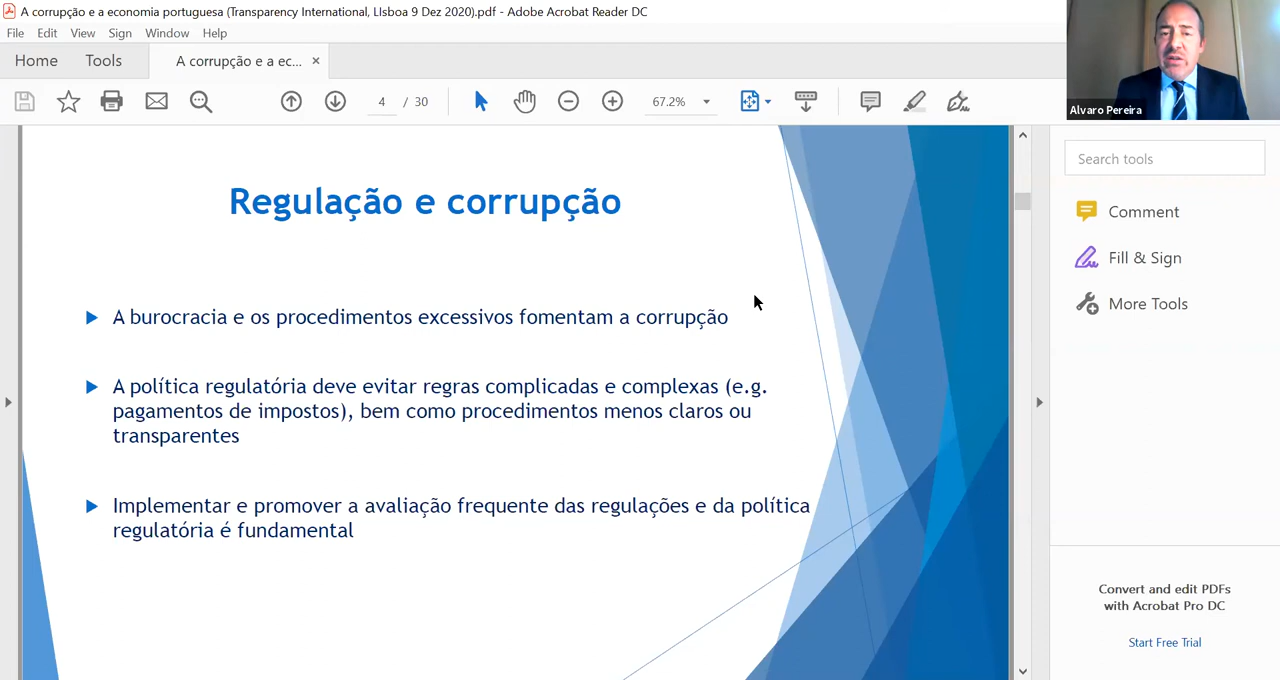 A corrupção e a economia portuguesa (Transparency International, LIsboa 9 Dez 2020).pdf - Adobe Acrobat Reader DC
File Edit View Sign Window Help
Home Tools A corrupção e a ec... ×
4 / 30 67.2%
Alvaro Pereira
Search tools
Comment
Fill & Sign
More Tools
Regulação e corrupção
A burocracia e os procedimentos excessivos fomentam a corrupção
A política regulatória deve evitar regras complicadas e complexas (e.g.
pagamentos de impostos), bem como procedimentos menos claros ou
transparentes
Implementar e promover a avaliação frequente das regulações e da política
regulatória é fundamental
Convert and edit PDFs
with Acrobat Pro DC
Start Free Trial